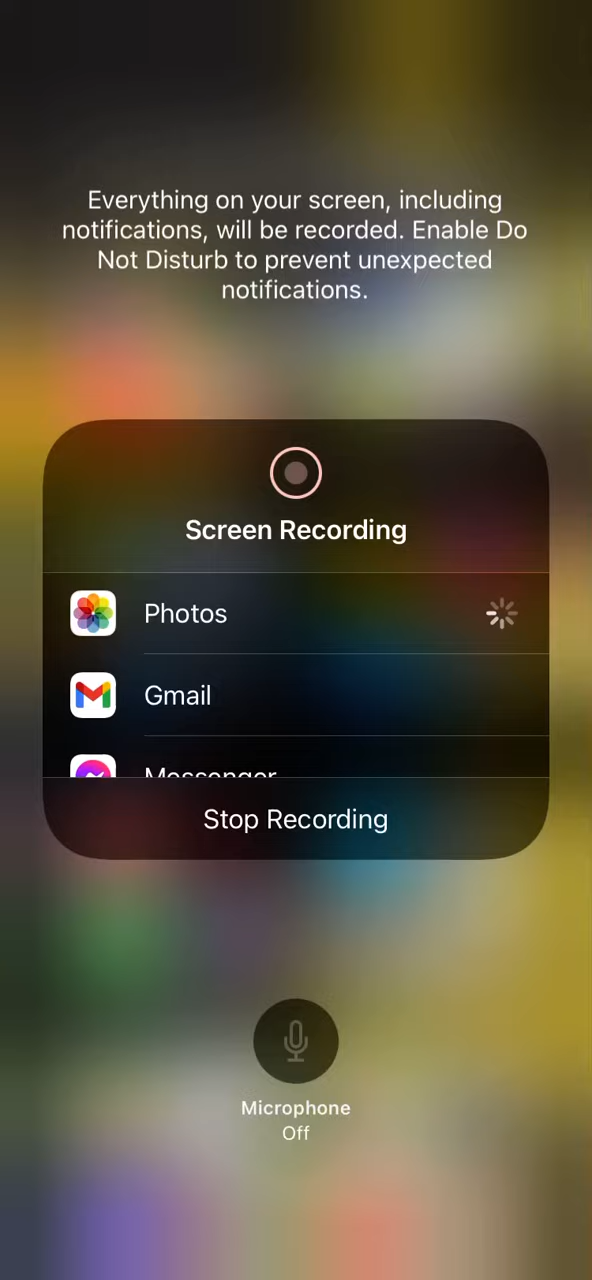 Everything on your screen, including
notifications, will be recorded. Enable Do
Not Disturb to prevent unexpected
notifications.
Screen Recording
Photos
Gmail
Messenger
Stop Recording
Microphone
Off